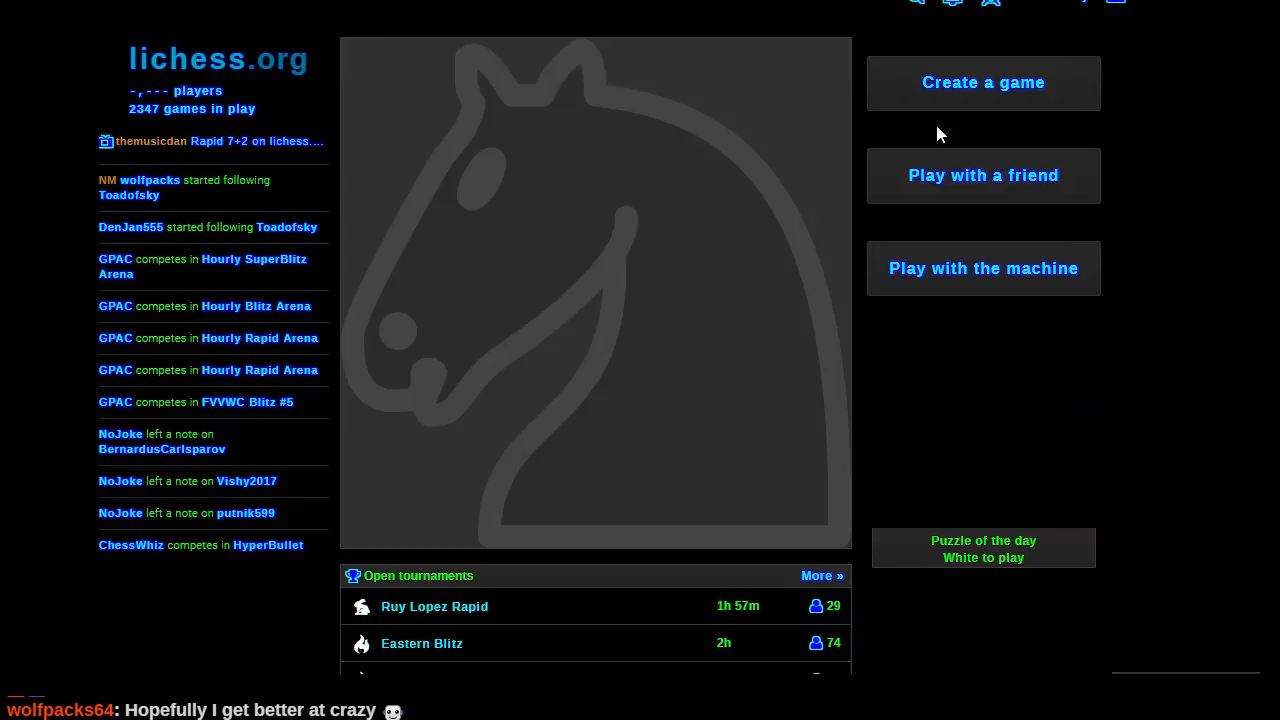 lichess.org
-,--- players
2347 games in play
themusicdan Rapid 7+2 on lichess....
NM wolfpacks started following
Toadofsky
DenJan555 started following Toadofsky
GPAC competes in Hourly SuperBlitz
Arena
GPAC competes in Hourly Blitz Arena
GPAC competes in Hourly Rapid Arena
GPAC competes in Hourly Rapid Arena
GPAC competes in FVVWC Blitz #5
NoJoke left a note on
BernardusCarlsparov
NoJoke left a note on Vishy2017
NoJoke left a note on putnik599
ChessWhiz competes in HyperBullet
Create a game
Play with a friend
Play with the machine
Puzzle of the day
White to play
Open tournaments More »
Ruy Lopez Rapid 1h 57m 29
Eastern Blitz 2h 74
wolfpacks64: Hopefully I get better at crazy